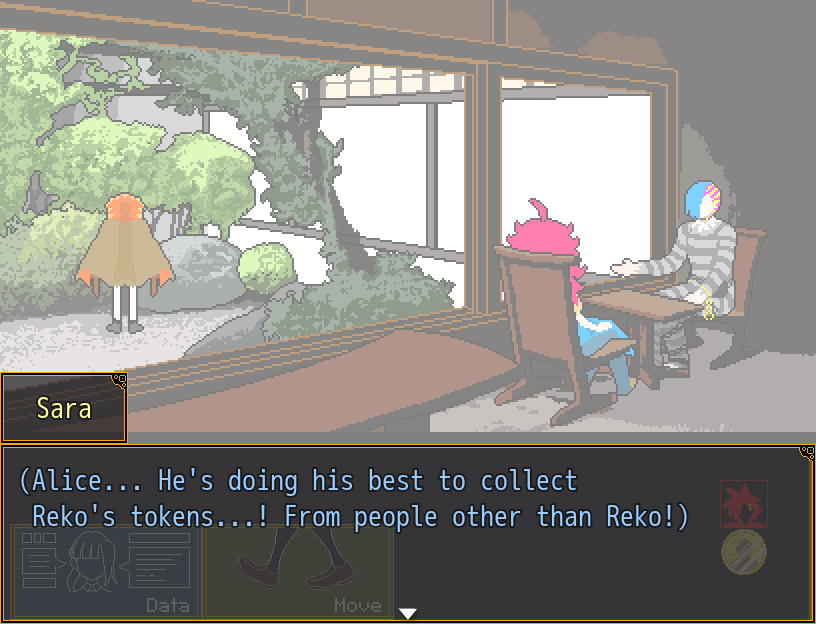 Sara
(Alice... He's doing his best to collect
Reko's tokens...! From people other than Reko!)
Data
Move